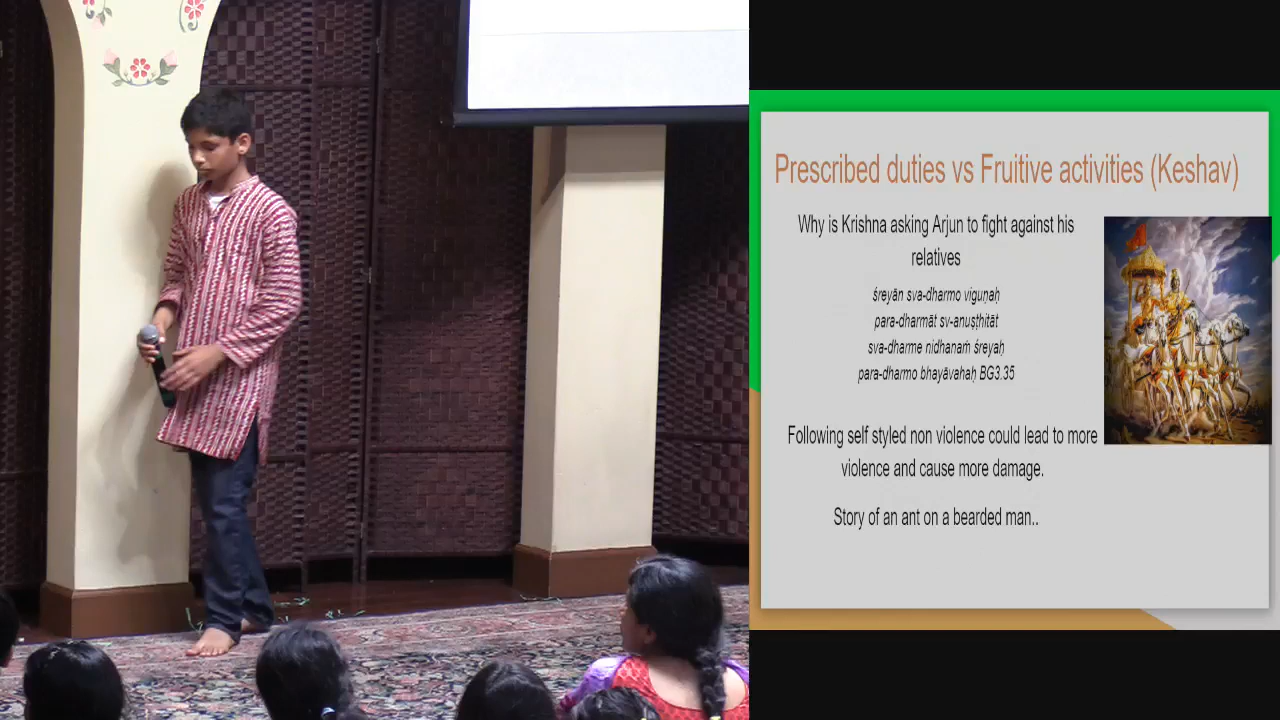 Prescribed duties vs Fruitive activities (Keshav)
Why is Krishna asking Arjun to fight against his
relatives
śreyān sva-dharmo viguṇaḥ
para-dharmāt sv-anuṣṭhitāt
sva-dharme nidhanaṁ śreyaḥ
para-dharmo bhayāvahaḥ BG3.35
Following self styled non violence could lead to more
violence and cause more damage.
Story of an ant on a bearded man..